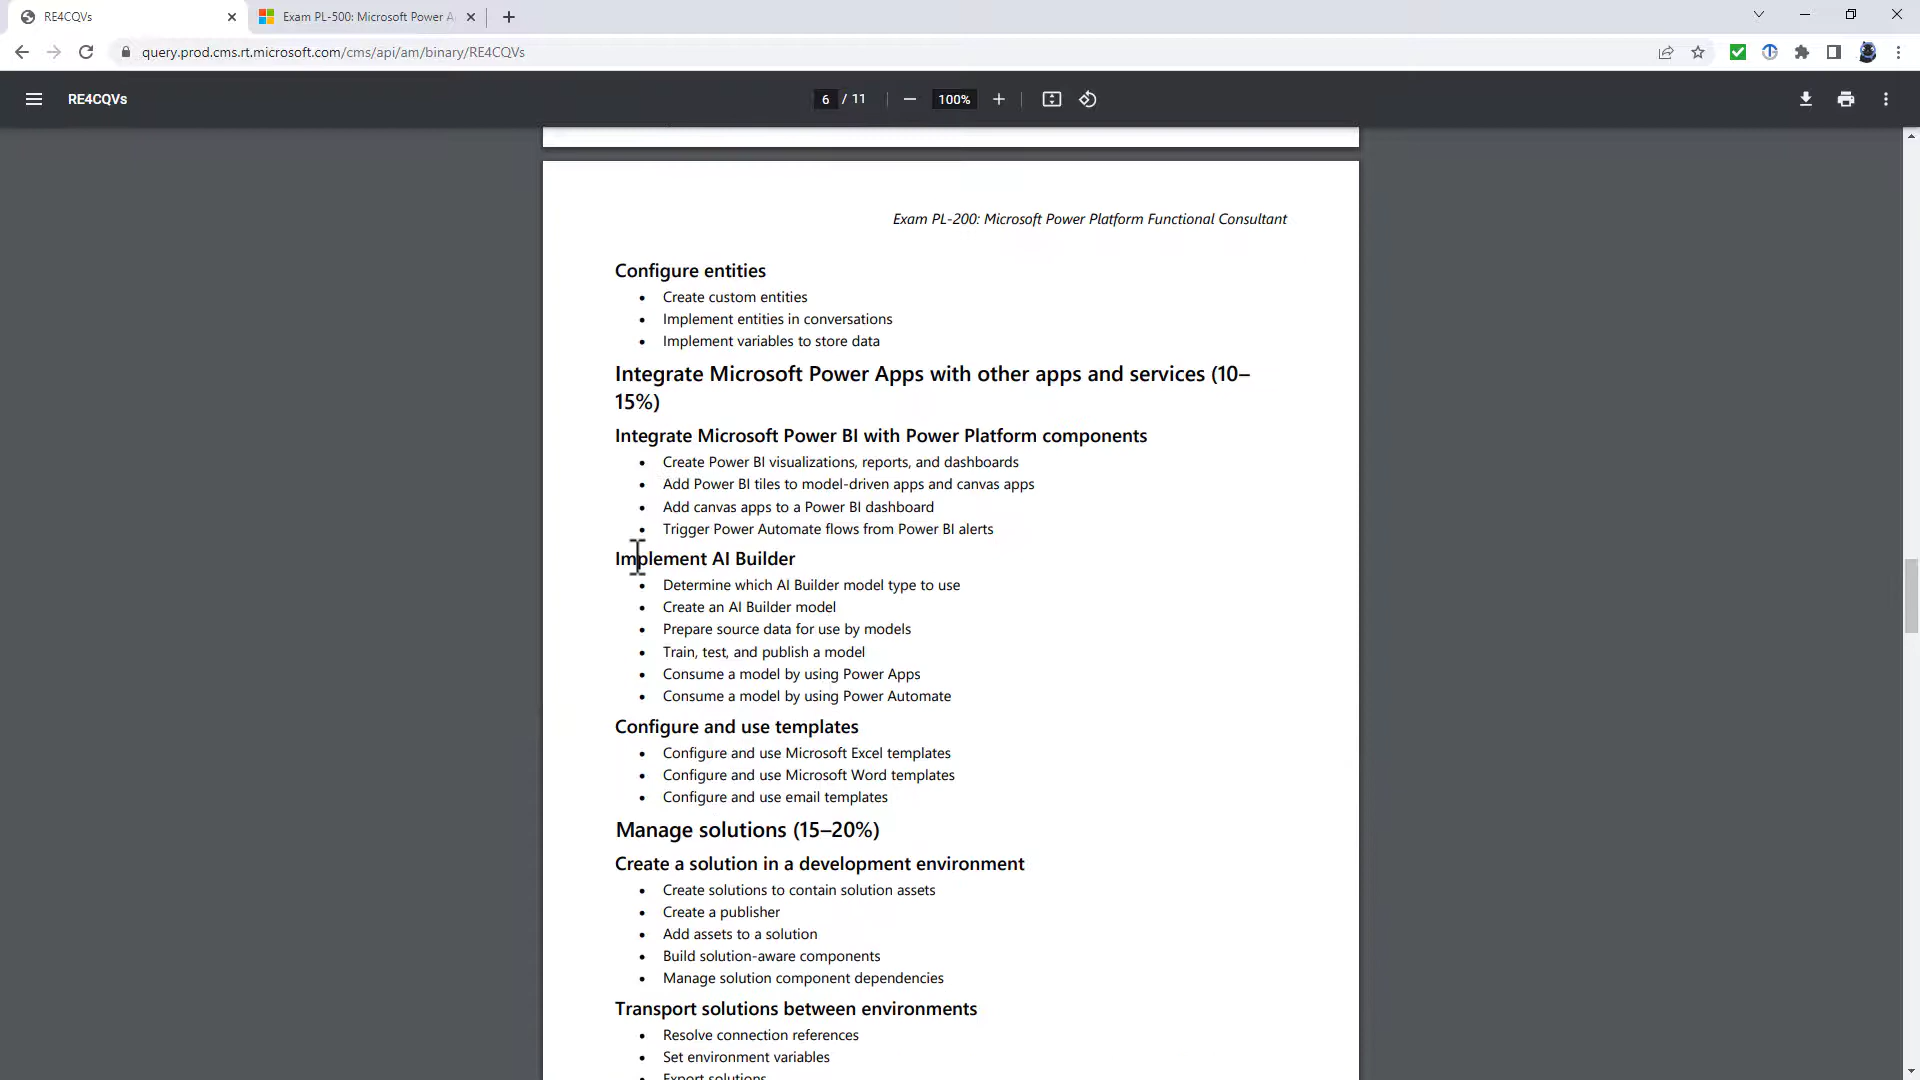 RE4CQVs
Exam PL-500: Microsoft Power A
query.prod.cms.rt.microsoft.com/cms/api/am/binary/RE4CQVs
RE4CQVs
6 / 11
100%
Exam PL-200: Microsoft Power Platform Functional Consultant
Configure entities
• Create custom entities
• Implement entities in conversations
• Implement variables to store data
Integrate Microsoft Power Apps with other apps and services (10–
15%)
Integrate Microsoft Power BI with Power Platform components
• Create Power BI visualizations, reports, and dashboards
• Add Power BI tiles to model-driven apps and canvas apps
• Add canvas apps to a Power BI dashboard
• Trigger Power Automate flows from Power BI alerts
Implement AI Builder
• Determine which AI Builder model type to use
• Create an AI Builder model
• Prepare source data for use by models
• Train, test, and publish a model
• Consume a model by using Power Apps
• Consume a model by using Power Automate
Configure and use templates
• Configure and use Microsoft Excel templates
• Configure and use Microsoft Word templates
• Configure and use email templates
Manage solutions (15–20%)
Create a solution in a development environment
• Create solutions to contain solution assets
• Create a publisher
• Add assets to a solution
• Build solution-aware components
• Manage solution component dependencies
Transport solutions between environments
• Resolve connection references
• Set environment variables
• Export solutions